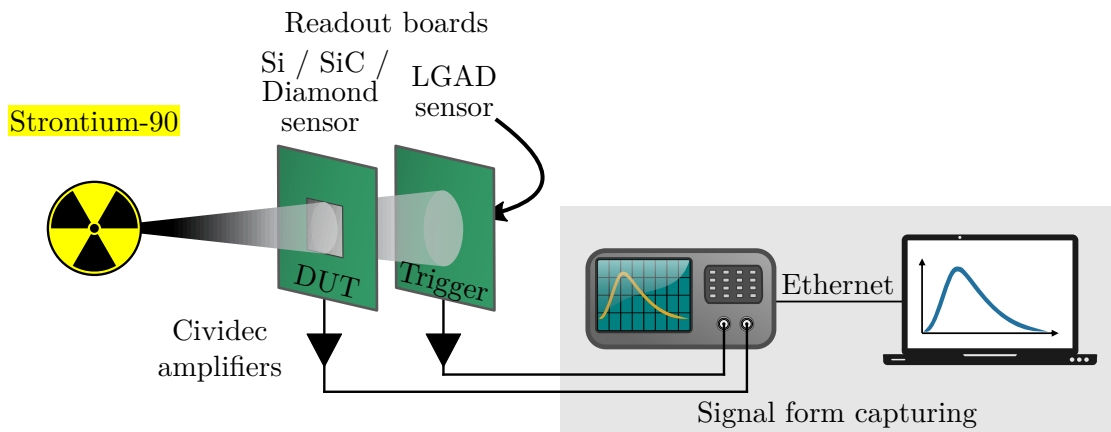 Readout boards
Si / SiC /
Diamond
sensor
LGAD
sensor
Strontium-90
DUT
Trigger
Ethernet
Cividec
amplifiers
Signal form capturing